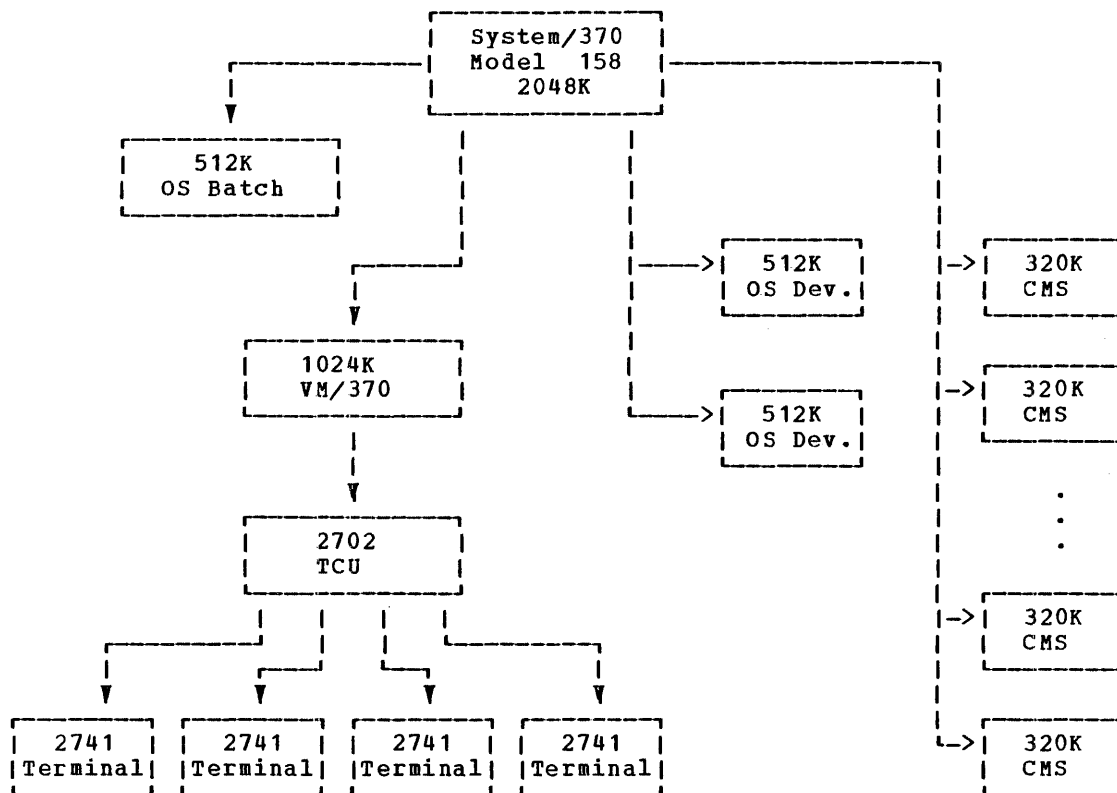 System/370
Model 158
2048K
512K
OS Batch
512K
OS Dev.
320K
CMS
1024K
VM/370
512K
OS Dev.
320K
CMS
2702
TCU
320K
CMS
2741
Terminal
2741
Terminal
2741
Terminal
2741
Terminal
320K
CMS